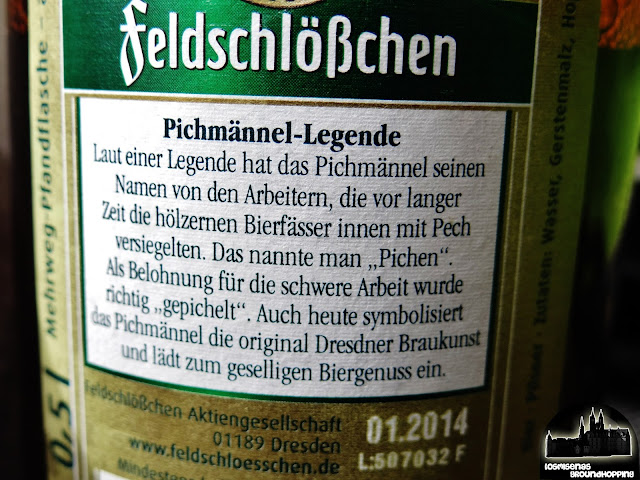 Feldschlößchen
Pichmännel-Legende
Laut einer Legende hat das Pichmännel seinen
Namen von den Arbeitern, die vor langer
Zeit die hölzernen Bierfässer innen mit Pech
versiegelten. Das nannte man „Pichen“.
Als Belohnung für die schwere Arbeit wurde
richtig „gepichelt“. Auch heute symbolisiert
das Pichmännel die original Dresdner Braukunst
und lädt zum geselligen Biergenuss ein.
Feldschlößchen Aktiengesellschaft
01189 Dresden
www.feldschloesschen.de
01.2014
L:507032 F
0,5 l Mehrweg-Pfandflasche -
Pilsner - Zutaten: Wasser, Gerstenmalz,
LOSMISENAS
GROUNDHOPPING